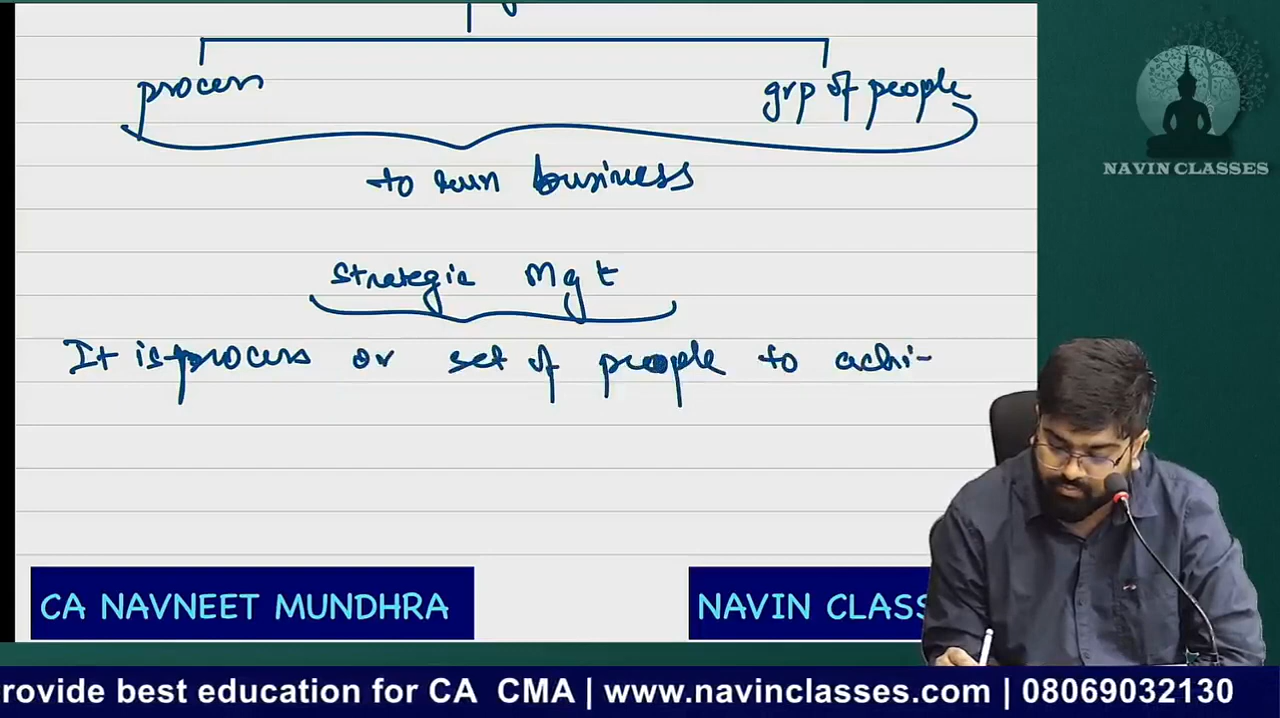 process
grp of people
to run business
Strategic Mgt
It is process or set of people to achi-
NAVIN CLASSES
CA NAVNEET MUNDHRA
NAVIN CLASS
rovide best education for CA CMA | www.navinclasses.com | 08069032130